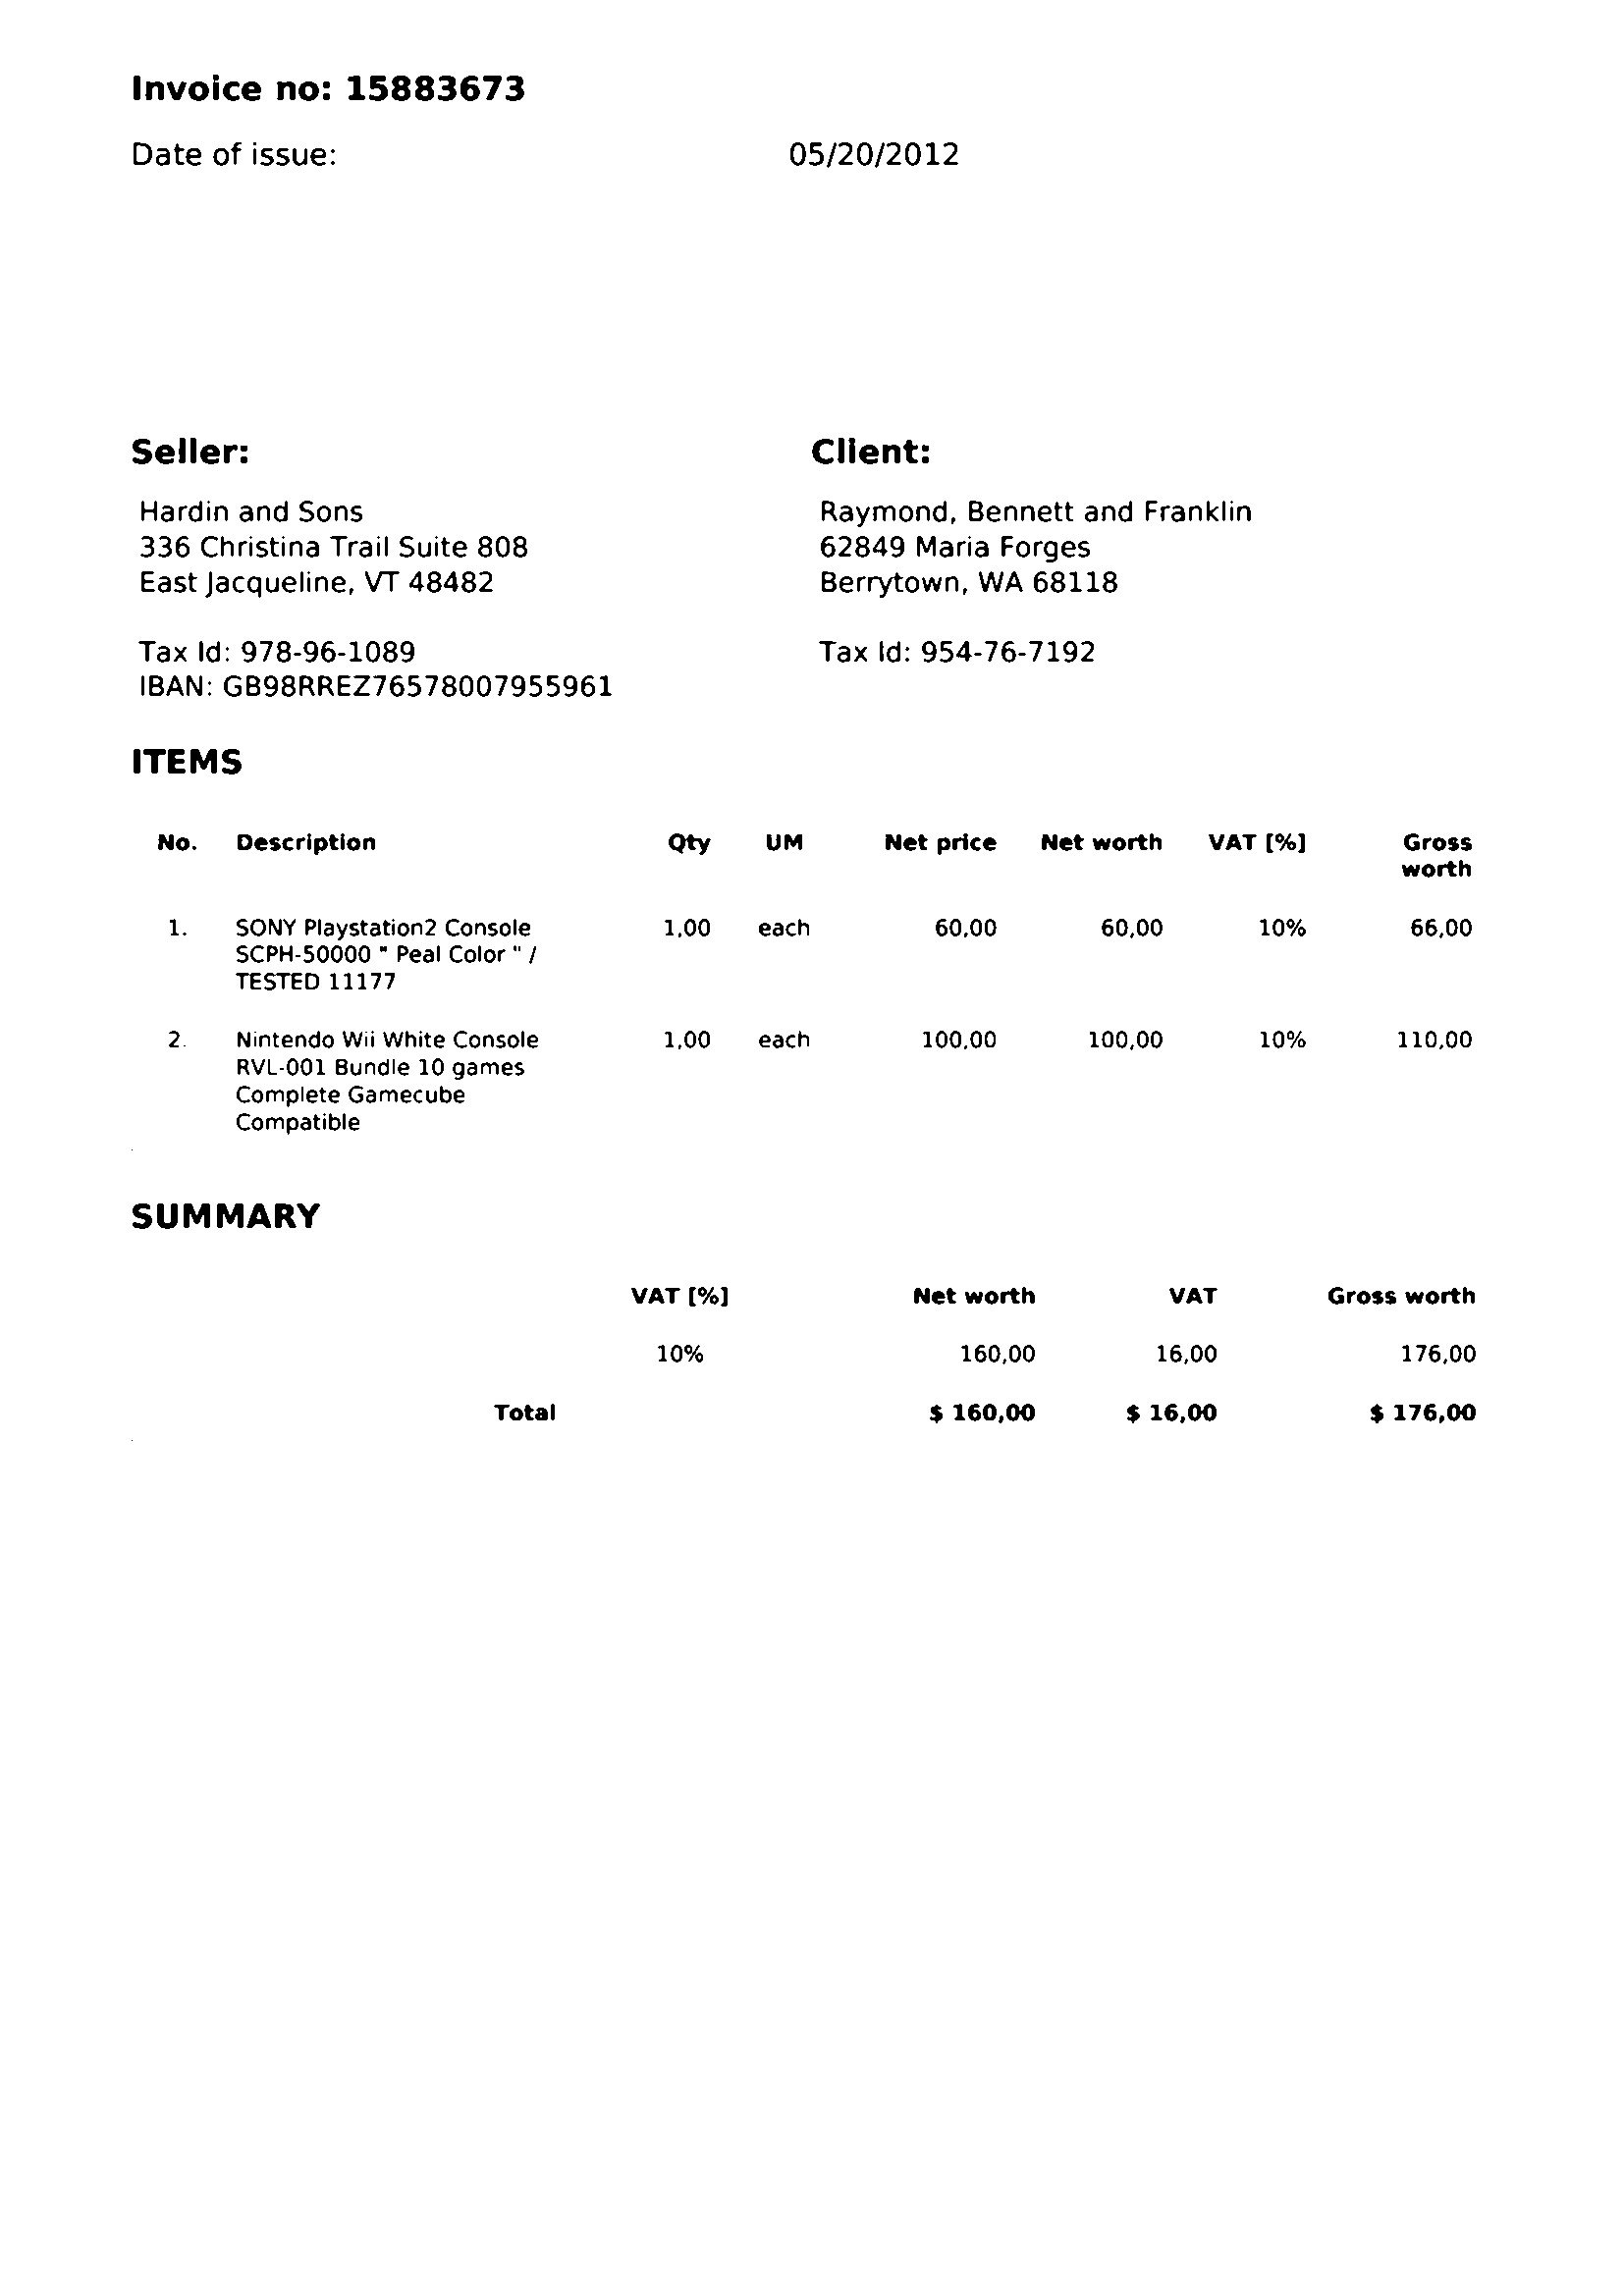 Invoice no: 15883673
Date of issue: 05/20/2012
Seller: Client:
Hardin and Sons Raymond, Bennett and Franklin
336 Christina Trail Suite 808 62849 Maria Forges
East Jacqueline, VT 48482 Berrytown, WA 68118
Tax Id: 978-96-1089 Tax Id: 954-76-7192
IBAN: GB98RREZ76578007955961
ITEMS
No. Description Qty UM Net price Net worth VAT [%] Gross
worth
1. SONY Playstation2 Console 1,00 each 60,00 60,00 10% 66,00
SCPH-50000 " Peal Color " /
TESTED 11177
2. Nintendo Wii White Console 1,00 each 100,00 100,00 10% 110,00
RVL-001 Bundle 10 games
Complete Gamecube
Compatible
SUMMARY
VAT [%] Net worth VAT Gross worth
10% 160,00 16,00 176,00
Total $ 160,00 $ 16,00 $ 176,00